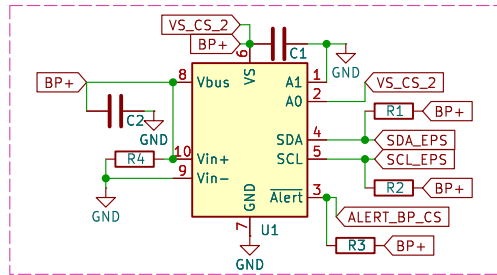 VS_CS_2
BP+
C1
6
GND
BP+
8
Vbus
VS
A1
1
VS_CS_2
A0
2
C2
R1
BP+
GND
SDA
4
SDA_EPS
R4
10
Vin+
SCL
5
SCL_EPS
9
Vin-
R2
BP+
GND
GND
Alert
3
ALERT_BP_CS
7
U1
R3
BP+
GND